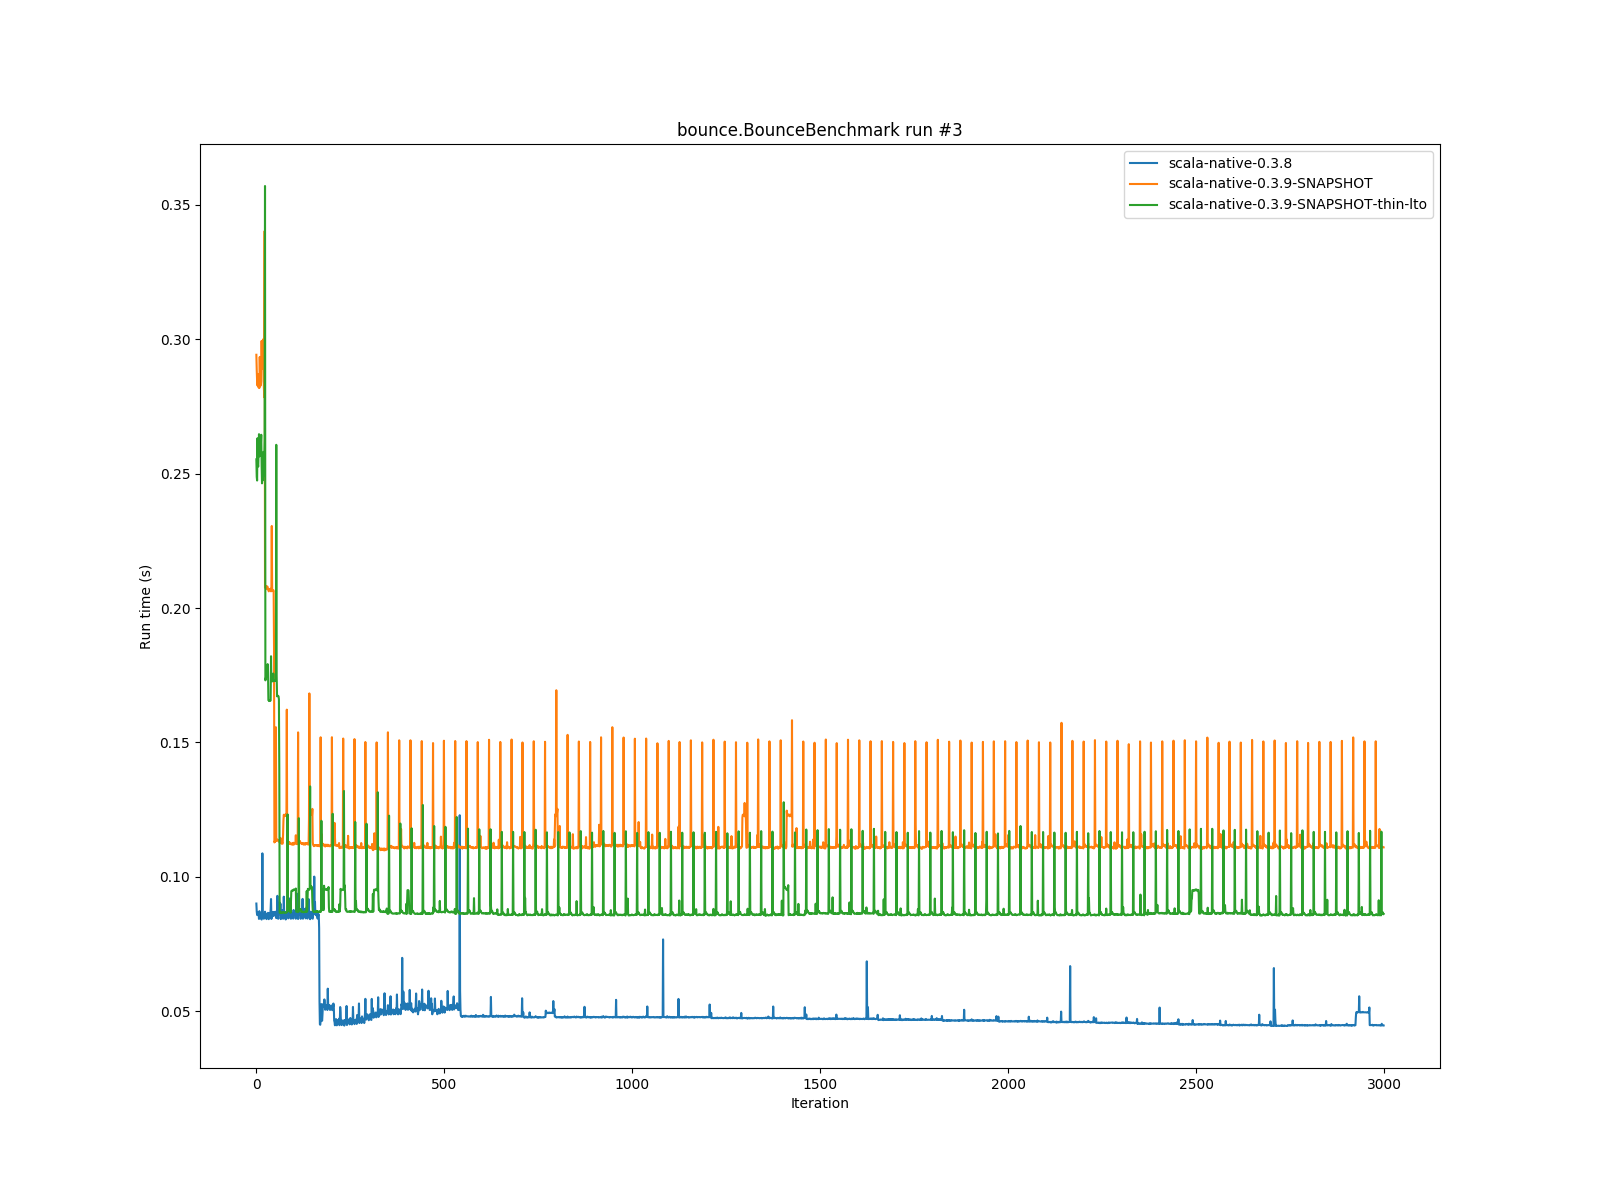 bounce.BounceBenchmark run #3
scala-native-0.3.8
scala-native-0.3.9-SNAPSHOT
scala-native-0.3.9-SNAPSHOT-thin-lto
Run time (s)
0.35
0.30
0.25
0.20
0.15
0.10
0.05
0
500
1000
1500
2000
2500
3000
Iteration